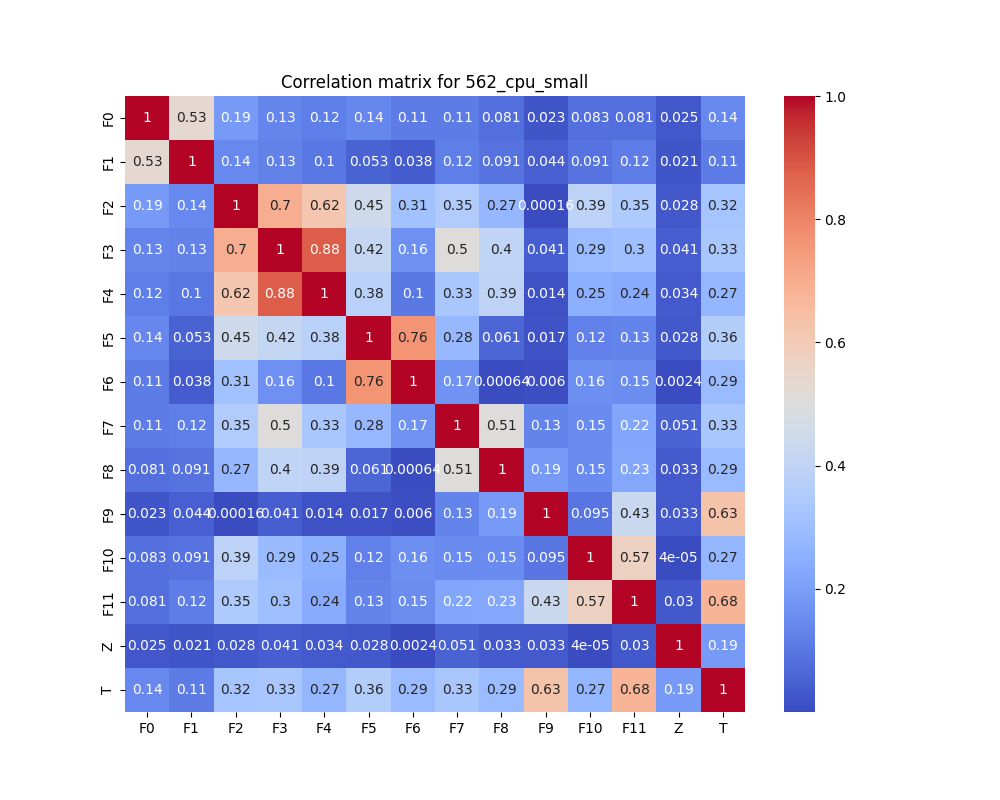 Correlation matrix for 562_cpu_small
F0 1 0.53 0.19 0.13 0.12 0.14 0.11 0.11 0.081 0.023 0.083 0.081 0.025 0.14
F1 0.53 1 0.14 0.13 0.1 0.053 0.038 0.12 0.091 0.044 0.091 0.12 0.021 0.11
F2 0.19 0.14 1 0.7 0.62 0.45 0.31 0.35 0.27 0.00016 0.39 0.35 0.028 0.32
F3 0.13 0.13 0.7 1 0.88 0.42 0.16 0.5 0.4 0.041 0.29 0.3 0.041 0.33
F4 0.12 0.1 0.62 0.88 1 0.38 0.1 0.33 0.39 0.014 0.25 0.24 0.034 0.27
F5 0.14 0.053 0.45 0.42 0.38 1 0.76 0.28 0.061 0.017 0.12 0.13 0.028 0.36
F6 0.11 0.038 0.31 0.16 0.1 0.76 1 0.17 0.00064 0.006 0.16 0.15 0.0024 0.29
F7 0.11 0.12 0.35 0.5 0.33 0.28 0.17 1 0.51 0.13 0.15 0.22 0.051 0.33
F8 0.081 0.091 0.27 0.4 0.39 0.061 0.00064 0.51 1 0.19 0.15 0.23 0.033 0.29
F9 0.023 0.044 0.00016 0.041 0.014 0.017 0.006 0.13 0.19 1 0.095 0.43 0.033 0.63
F10 0.083 0.091 0.39 0.29 0.25 0.12 0.16 0.15 0.15 0.095 1 0.57 4e-05 0.27
F11 0.081 0.12 0.35 0.3 0.24 0.13 0.15 0.22 0.23 0.43 0.57 1 0.03 0.68
Z 0.025 0.021 0.028 0.041 0.034 0.028 0.0024 0.051 0.033 0.033 4e-05 0.03 1 0.19
T 0.14 0.11 0.32 0.33 0.27 0.36 0.29 0.33 0.29 0.63 0.27 0.68 0.19 1
F0 F1 F2 F3 F4 F5 F6 F7 F8 F9 F10 F11 Z T
1.0
0.8
0.6
0.4
0.2